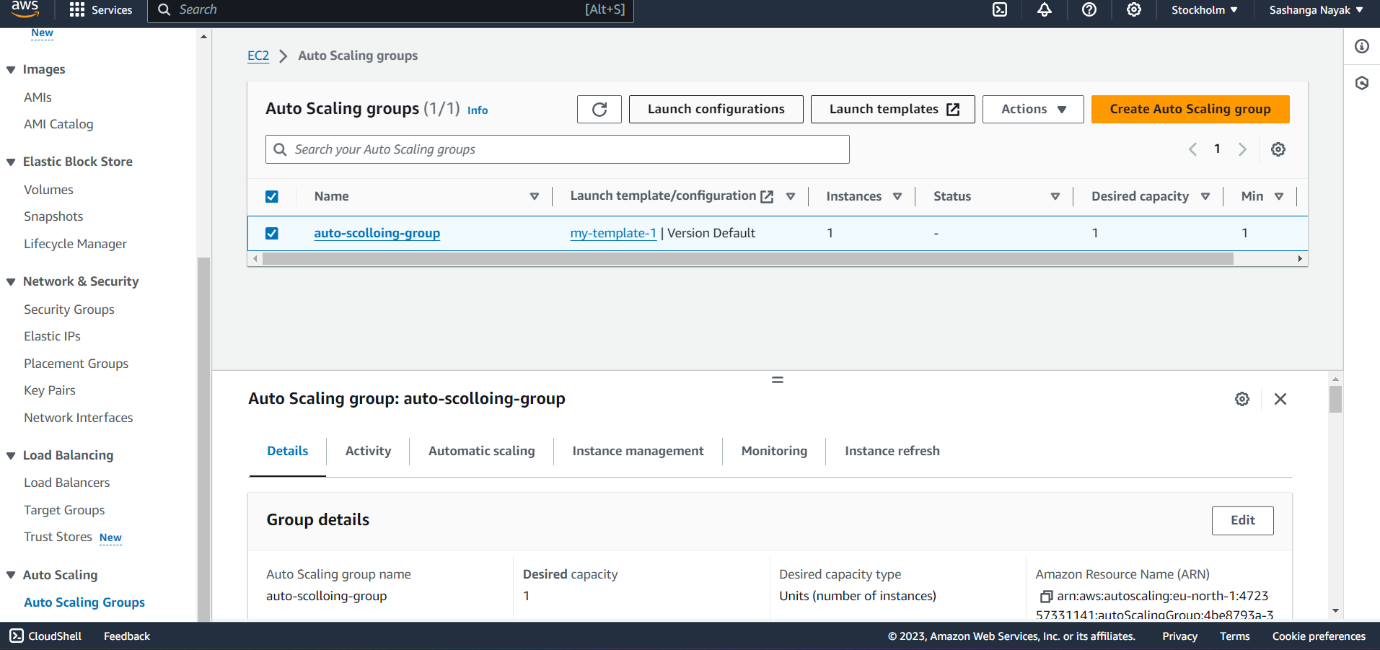 aws Services Search [Alt+S] Stockholm Sashanga Nayak
New
Images
AMIs
AMI Catalog
Elastic Block Store
Volumes
Snapshots
Lifecycle Manager
Network & Security
Security Groups
Elastic IPs
Placement Groups
Key Pairs
Network Interfaces
Load Balancing
Load Balancers
Target Groups
Trust Stores New
Auto Scaling
Auto Scaling Groups
EC2 > Auto Scaling groups
Auto Scaling groups (1/1) Info Launch configurations Launch templates Actions Create Auto Scaling group
Search your Auto Scaling groups 1
Name Launch template/configuration Instances Status Desired capacity Min
auto-scolloing-group my-template-1 | Version Default 1 - 1 1
Auto Scaling group: auto-scolloing-group
Details Activity Automatic scaling Instance management Monitoring Instance refresh
Group details Edit
Auto Scaling group name Desired capacity Desired capacity type Amazon Resource Name (ARN)
auto-scolloing-group 1 Units (number of instances) arn:aws:autoscaling:eu-north-1:4723
57331141:autoScalingGroup:4be8793a-3
CloudShell Feedback © 2023, Amazon Web Services, Inc. or its affiliates. Privacy Terms Cookie preferences